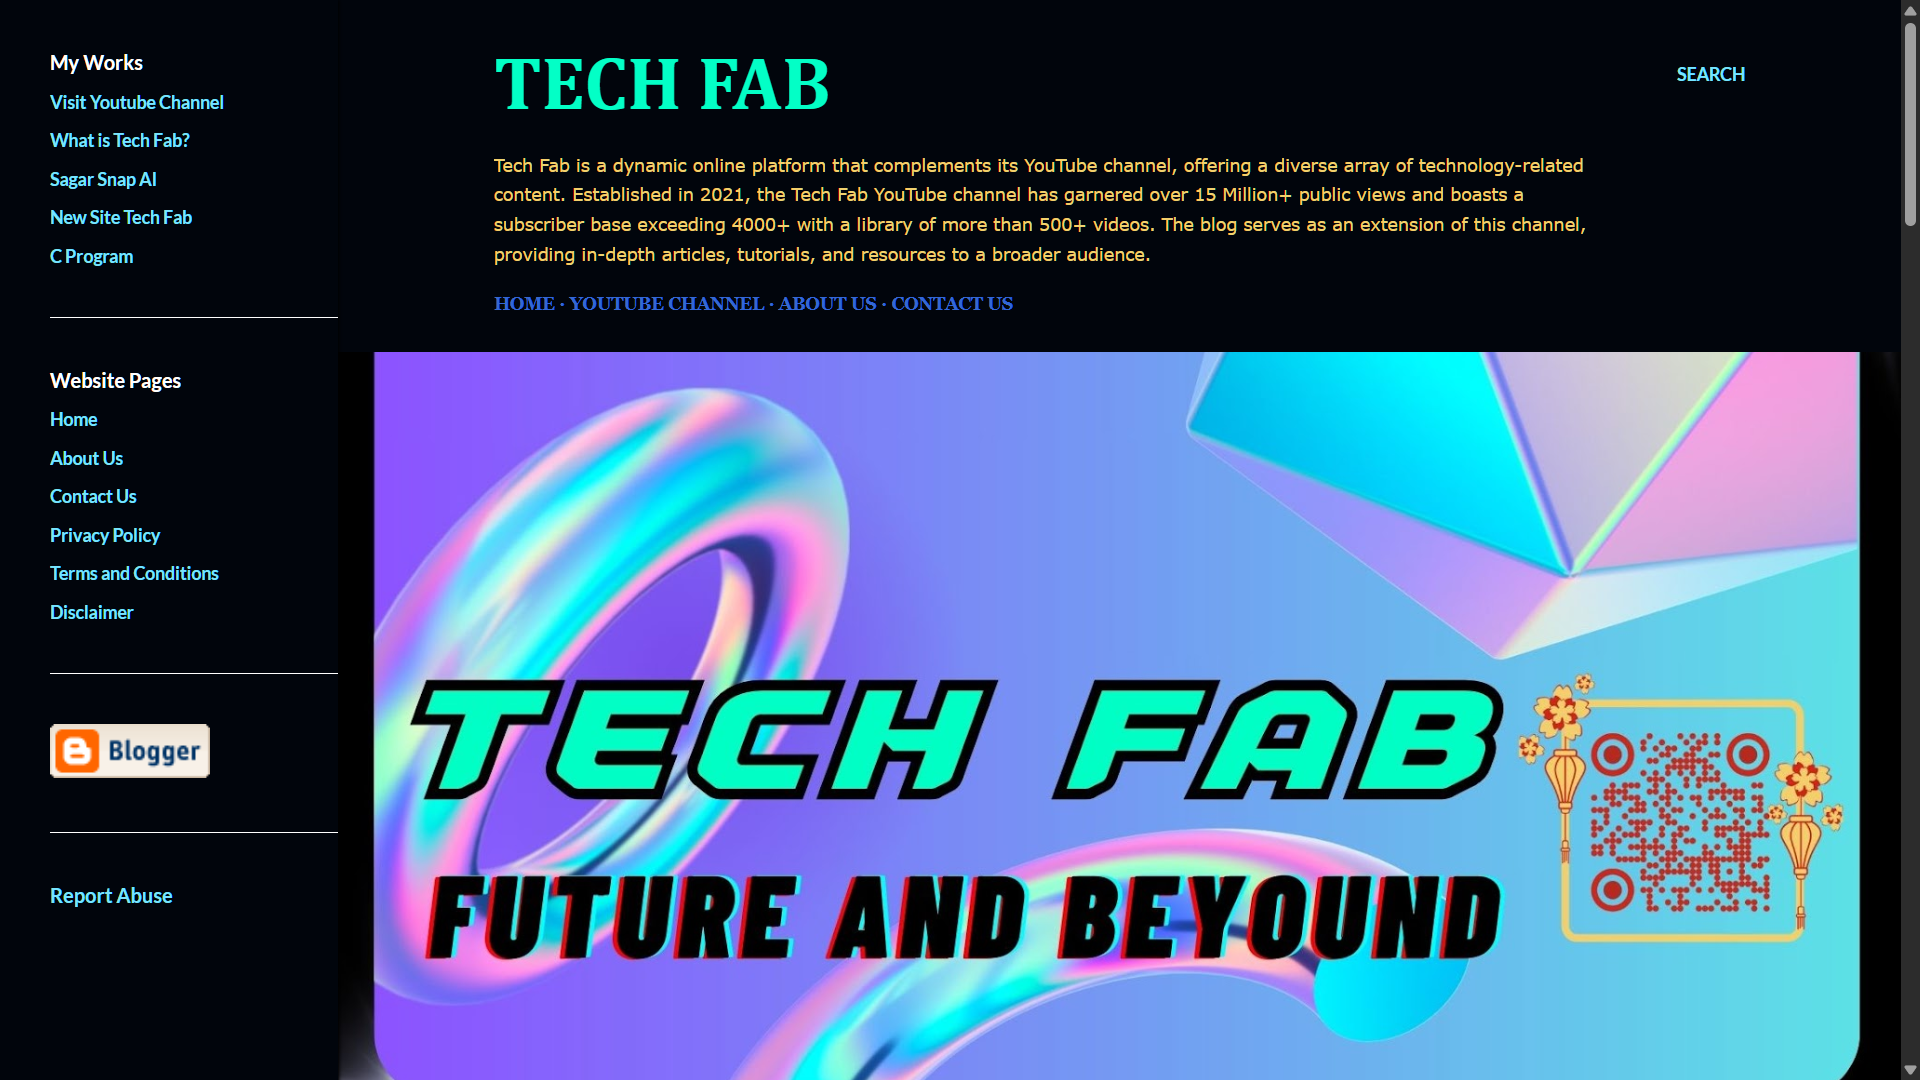 My Works
Visit Youtube Channel
What is Tech Fab?
Sagar Snap AI
New Site Tech Fab
C Program
Website Pages
Home
About Us
Contact Us
Privacy Policy
Terms and Conditions
Disclaimer
Blogger
Report Abuse
TECH FAB
SEARCH
Tech Fab is a dynamic online platform that complements its YouTube channel, offering a diverse array of technology-related
content. Established in 2021, the Tech Fab YouTube channel has garnered over 15 Million+ public views and boasts a
subscriber base exceeding 4000+ with a library of more than 500+ videos. The blog serves as an extension of this channel,
providing in-depth articles, tutorials, and resources to a broader audience.
HOME · YOUTUBE CHANNEL · ABOUT US · CONTACT US
TECH FAB
FUTURE AND BEYOUND